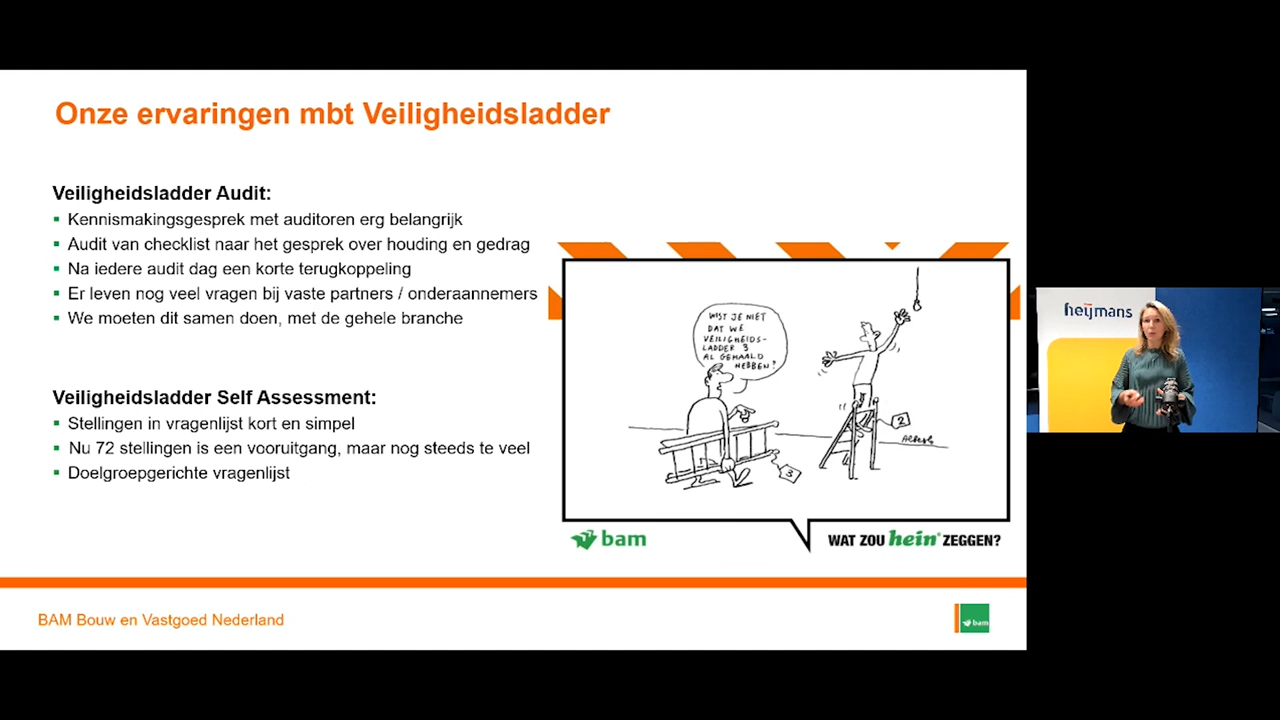 Onze ervaringen mbt Veiligheidsladder
Veiligheidsladder Audit:
Kennismakingsgesprek met auditoren erg belangrijk
Audit van checklist naar het gesprek over houding en gedrag
Na iedere audit dag een korte terugkoppeling
Er leven nog veel vragen bij vaste partners / onderaannemers
We moeten dit samen doen, met de gehele branche
Veiligheidsladder Self Assessment:
Stellingen in vragenlijst kort en simpel
Nu 72 stellingen is een vooruitgang, maar nog steeds te veel
Doelgroepgerichte vragenlijst
WIST JE NIET
DAT WE
VEILIGHEIDS-
LADDER 3
AL GEHAALD
HEBBEN?
2
3
bam
WAT ZOU hein® ZEGGEN?
BAM Bouw en Vastgoed Nederland
bam
heymans